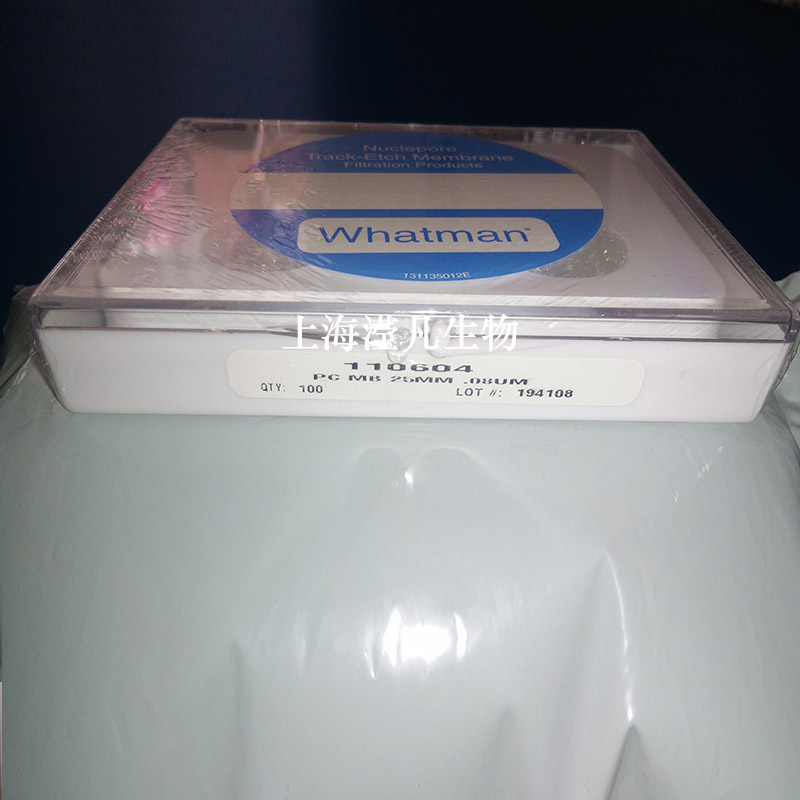 Nuclepore
Track-Etch Membrane
Filtration Products
Whatman®
131135012E
上海滢凡生物
110604
PC MB 25MM .08UM
QTY: 100 LOT #: 194108